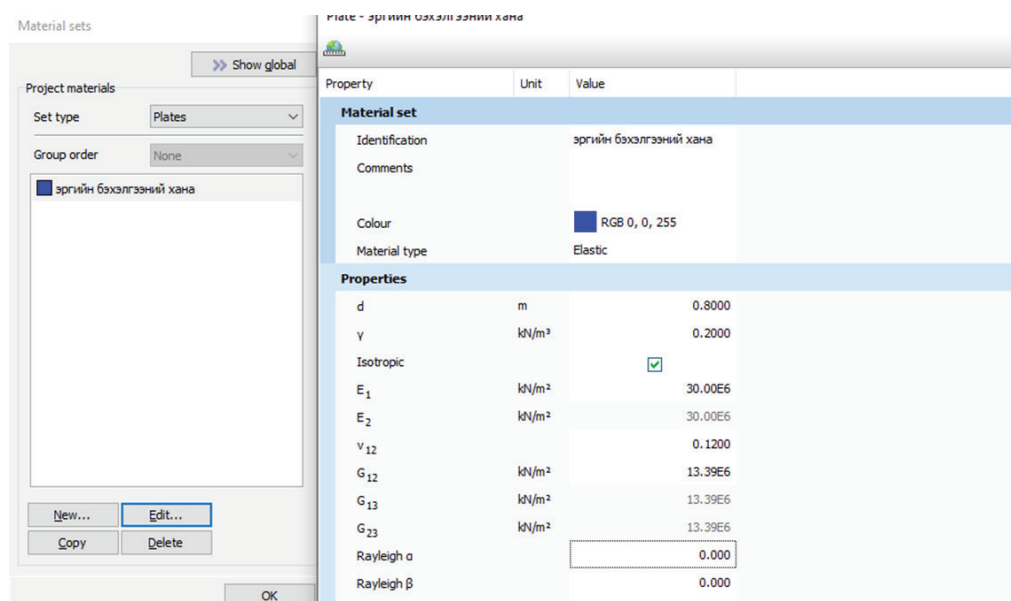 Material sets
Show global
Project materials
Set type Plates
Group order None
эргийн бэхэлгээний хана
New... Edit...
Copy Delete
OK
Plate - эргийн бэхэлгээний хана
Property Unit Value
Material set
Identification эргийн бэхэлгээний хана
Comments
Colour RGB 0, 0, 255
Material type Elastic
Properties
d m 0.8000
γ kN/m³ 0.2000
Isotropic
E₁ kN/m² 30.00E6
E₂ kN/m² 30.00E6
ν₁₂ 0.1200
G₁₂ kN/m² 13.39E6
G₁₃ kN/m² 13.39E6
G₂₃ kN/m² 13.39E6
Rayleigh α 0.000
Rayleigh β 0.000